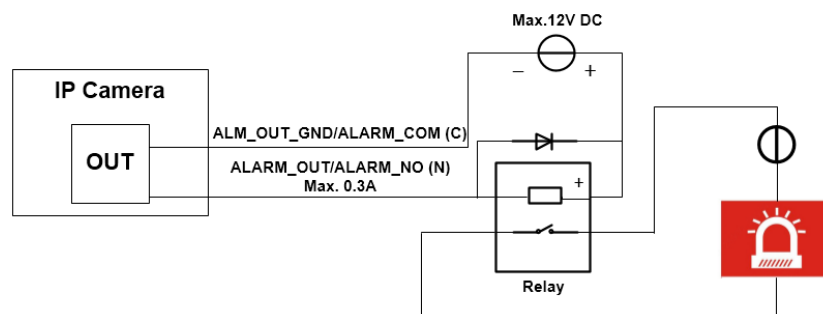 Max.12V DC
– +
IP Camera
OUT
ALM_OUT_GND/ALARM_COM (C)
ALARM_OUT/ALARM_NO (N)
Max. 0.3A
+
Relay